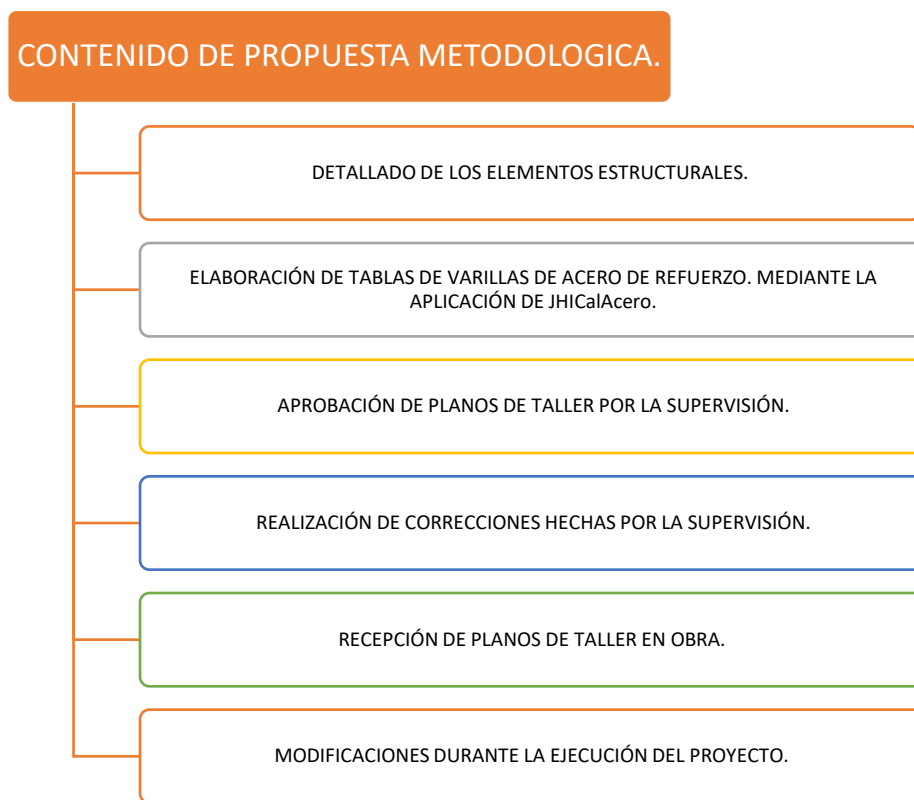 CONTENIDO DE PROPUESTA METODOLOGICA.
DETALLADO DE LOS ELEMENTOS ESTRUCTURALES.
ELABORACIÓN DE TABLAS DE VARILLAS DE ACERO DE REFUERZO. MEDIANTE LA
APLICACIÓN DE JHICalAcero.
APROBACIÓN DE PLANOS DE TALLER POR LA SUPERVISIÓN.
REALIZACIÓN DE CORRECCIONES HECHAS POR LA SUPERVISIÓN.
RECEPCIÓN DE PLANOS DE TALLER EN OBRA.
MODIFICACIONES DURANTE LA EJECUCIÓN DEL PROYECTO.